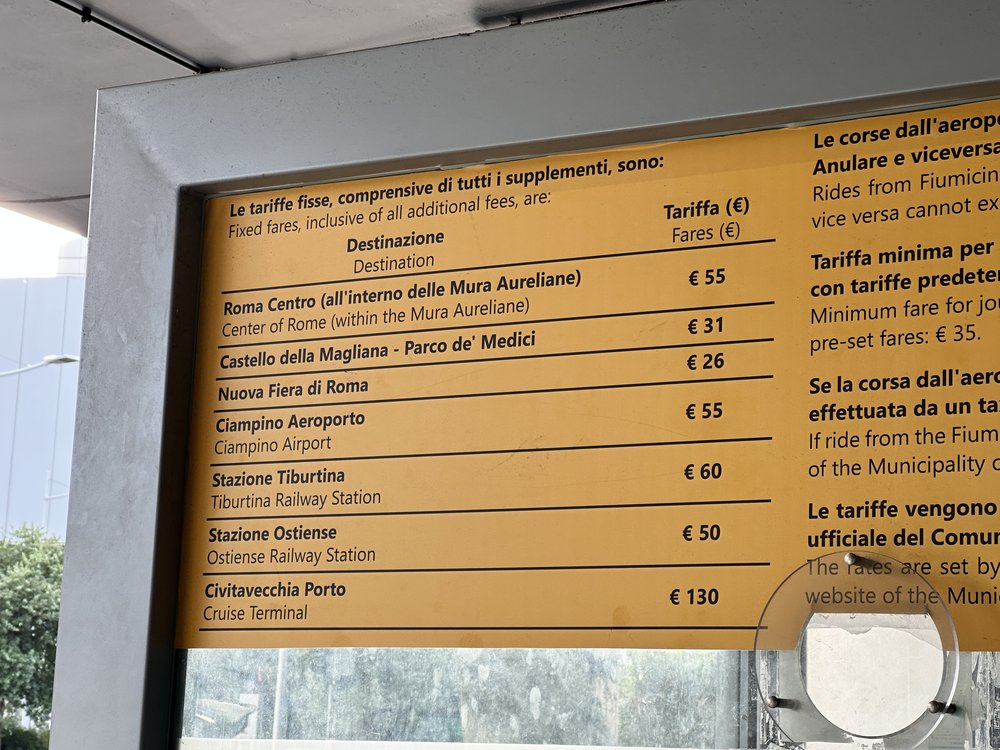 Le tariffe fisse, comprensive di tutti i supplementi, sono:
Fixed fares, inclusive of all additional fees, are:
Destinazione Tariffa (€)
Destination Fares (€)
Roma Centro (all'interno delle Mura Aureliane) € 55
Center of Rome (within the Mura Aureliane)
Castello della Magliana - Parco de' Medici € 31
Nuova Fiera di Roma € 26
Ciampino Aeroporto € 55
Ciampino Airport
Stazione Tiburtina € 60
Tiburtina Railway Station
Stazione Ostiense € 50
Ostiense Railway Station
Civitavecchia Porto € 130
Cruise Terminal
Le corse dall'aerop
Anulare e viceversa
Rides from Fiumicin
vice versa cannot ex
Tariffa minima per
con tariffe predeter
Minimum fare for jou
pre-set fares: € 35.
Se la corsa dall'aero
effettuata da un ta
If ride from the Fium
of the Municipality
Le tariffe vengono
ufficiale del Comu
The rates are set by
website of the Muni